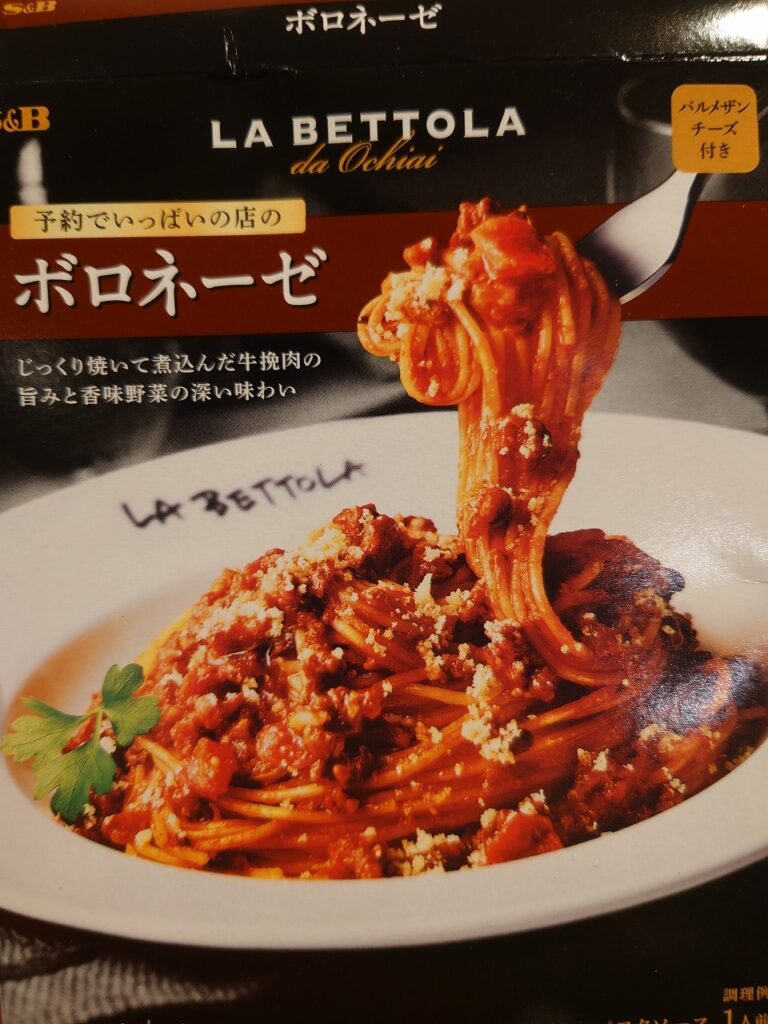 S&B
ボロネーゼ
S&B
LA BETTOLA
da Ochiai
パルメザン
チーズ
付き
予約でいっぱいの店の
ボロネーゼ
じっくり焼いて煮込んだ牛挽肉の
旨みと香味野菜の深い味わい
LA BETTOLA
調理例
パスタソース 1人前